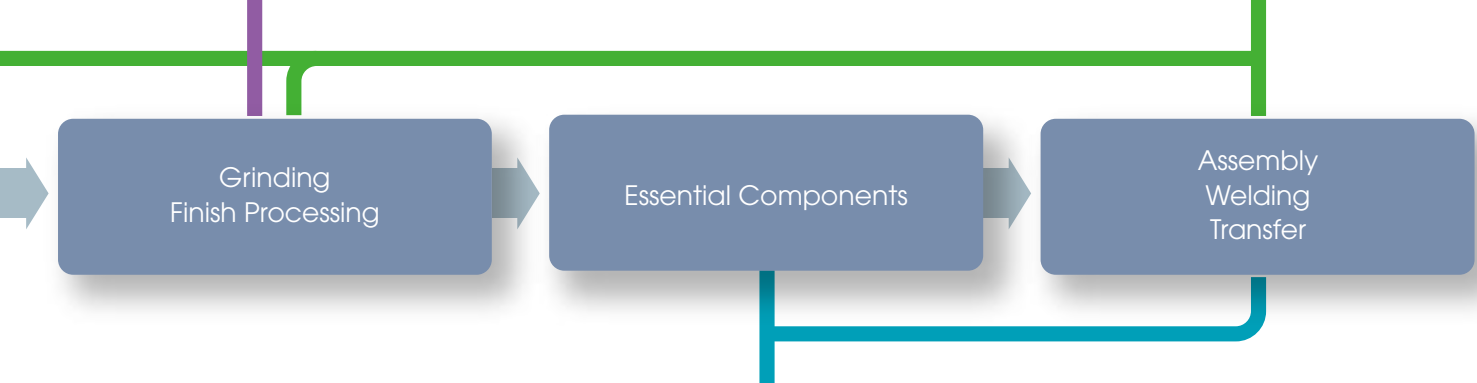 Grinding
Finish Processing
Essential Components
Assembly
Welding
Transfer